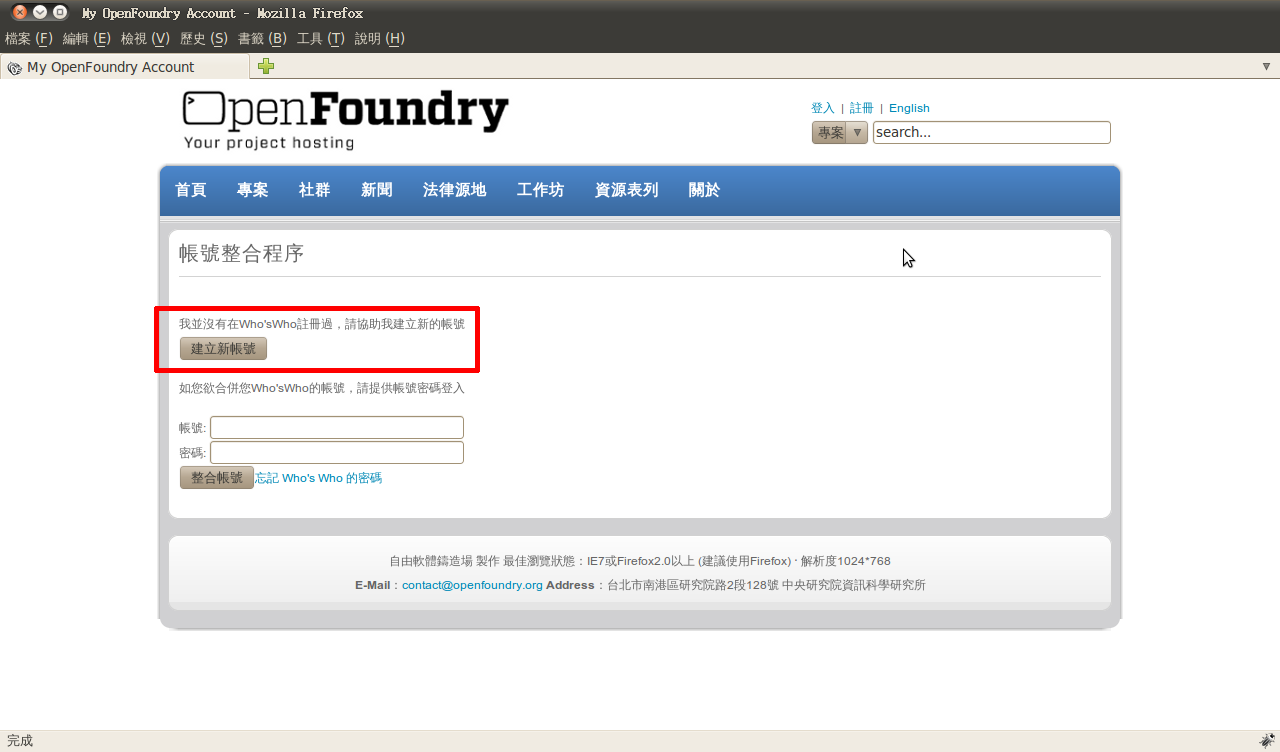 My OpenFoundry Account - Mozilla Firefox
檔案 (F) 編輯 (E) 檢視 (V) 歷史 (S) 書籤 (B) 工具 (T) 說明 (H)
My OpenFoundry Account
OpenFoundry
Your project hosting
登入 | 註冊 | English
專案 search...
首頁 專案 社群 新聞 法律源地 工作坊 資源表列 關於
帳號整合程序
我並沒有在Who'sWho註冊過，請協助我建立新的帳號
建立新帳號
如您欲合併您Who'sWho的帳號，請提供帳號密碼登入
帳號:
密碼:
整合帳號 忘記 Who's Who 的密碼
自由軟體鑄造場 製作 最佳瀏覽狀態：IE7或Firefox2.0以上 (建議使用Firefox)‧解析度1024*768
E-Mail：contact@openfoundry.org Address：台北市南港區研究院路2段128號 中央研究院資訊科學研究所
完成